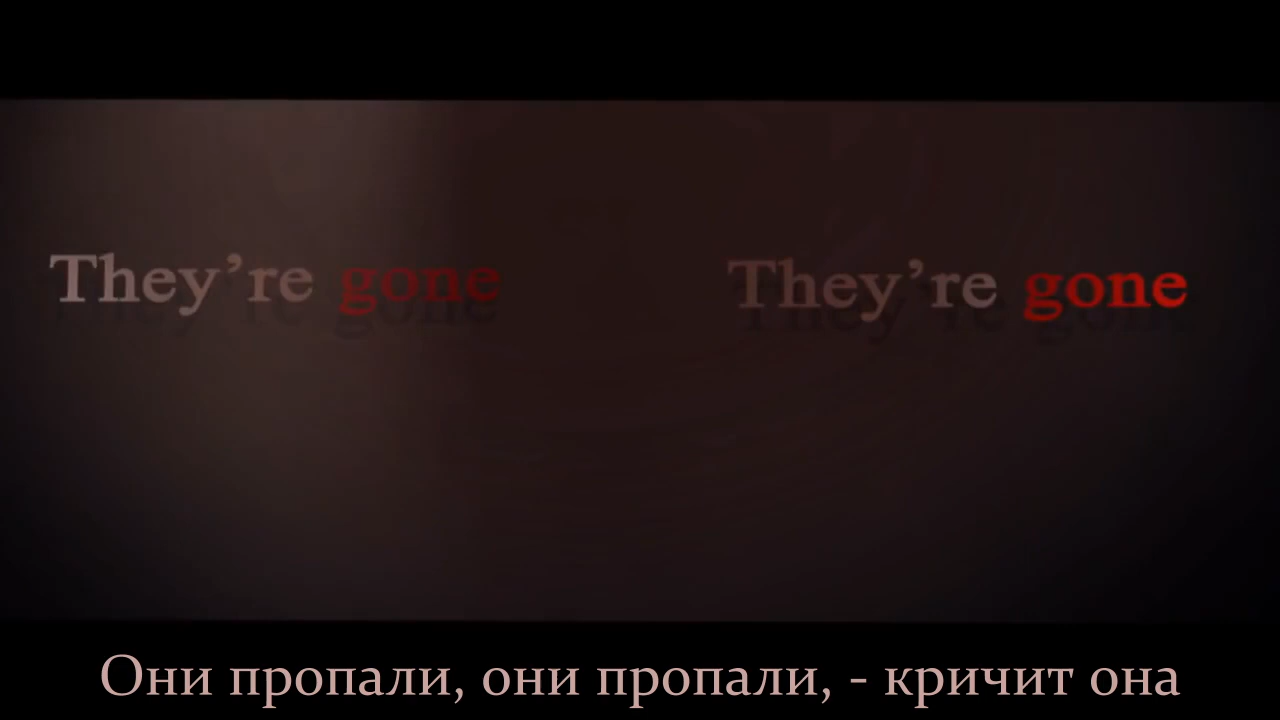 They’re gone They’re gone
Они пропали, они пропали, - кричит она